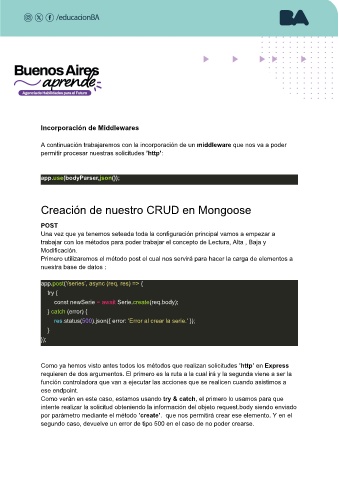 /educacionBA
BA
Buenos Aires
aprende
Agencia de Habilidades para el Futuro
Incorporación de Middlewares
A continuación trabajaremos con la incorporación de un middleware que nos va a poder
permitir procesar nuestras solicitudes 'http':
app.use(bodyParser.json());
Creación de nuestro CRUD en Mongoose
POST
Una vez que ya tenemos seteada toda la configuración principal vamos a empezar a
trabajar con los métodos para poder trabajar el concepto de Lectura, Alta , Baja y
Modificación.
Primero utilizaremos el método post el cual nos servirá para hacer la carga de elementos a
nuestra base de datos :
app.post('/series', async (req, res) => {
try {
const newSerie = await Serie.create(req.body);
} catch (error) {
res.status(500).json({ error: 'Error al crear la serie.' });
}
});
Como ya hemos visto antes todos los métodos que realizan solicitudes 'http' en Express
requieren de dos argumentos. El primero es la ruta a la cual irá y la segunda viene a ser la
función controladora que van a ejecutar las acciones que se realicen cuando asistimos a
ese endpoint.
Como verán en este caso, estamos usando try & catch, el primero lo usamos para que
intente realizar la solicitud obteniendo la información del objeto request.body siendo enviado
por parámetro mediante el método 'create', que nos permitirá crear ese elemento. Y en el
segundo caso, devuelve un error de tipo 500 en el caso de no poder crearse.